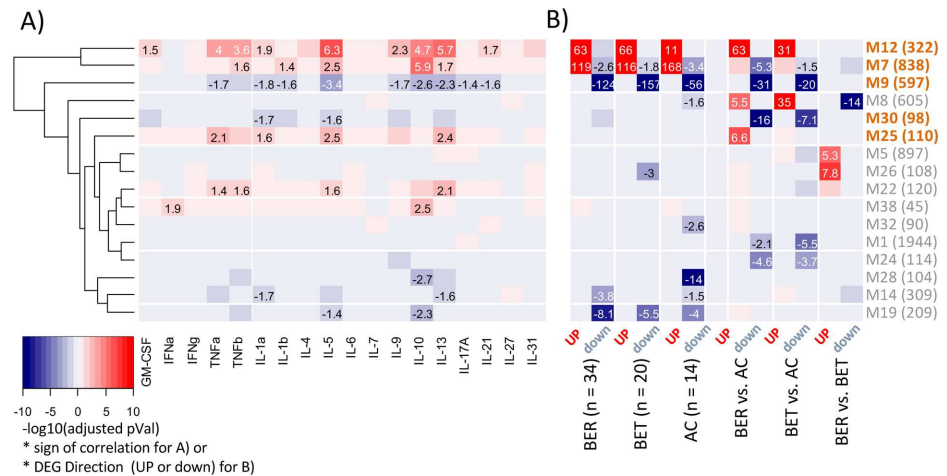 A)
B)
1.5 4 3.6 1.9 6.3 2.3 4.7 5.7 1.7 63 66 11 63 31 M12 (322)
1.6 1.4 2.5 5.9 1.7 119 -2.6 116 -1.8 168 -3.4 -5.3 -1.5 M7 (838)
-1.7 -1.8 -1.6 -3.4 -1.7 -2.6 -2.3 -1.4 -1.6 -124 -157 -56 -31 -20 M9 (597)
-1.6 5.5 35 -14 M8 (605)
-1.7 -1.6 -16 -7.1 M30 (98)
2.1 1.6 2.5 2.4 6.6 M25 (110)
5.3 M5 (897)
-3 7.8 M26 (108)
1.4 1.6 1.6 2.1 M22 (120)
1.9 2.5 M38 (45)
-2.6 M32 (90)
-2.1 -5.5 M1 (1944)
-4.6 -3.7 M24 (114)
-2.7 -14 M28 (104)
-1.7 -1.6 -3.8 -1.5 M14 (309)
-1.4 -2.3 -8.1 -5.5 -4 M19 (209)
GM-CSF IFNa IFNg TNFa TNFb IL-1a IL-1b IL-4 IL-5 IL-6 IL-7 IL-9 IL-10 IL-13 IL-17A IL-21 IL-27 IL-31
UP down UP down UP down UP down UP down UP down
BER (n = 34) BET (n = 20) AC (n = 14) BER vs. AC BET vs. AC BER vs. BET
-10 -5 0 5 10
-log10(adjusted pVal)
* sign of correlation for A) or
* DEG Direction (UP or down) for B)